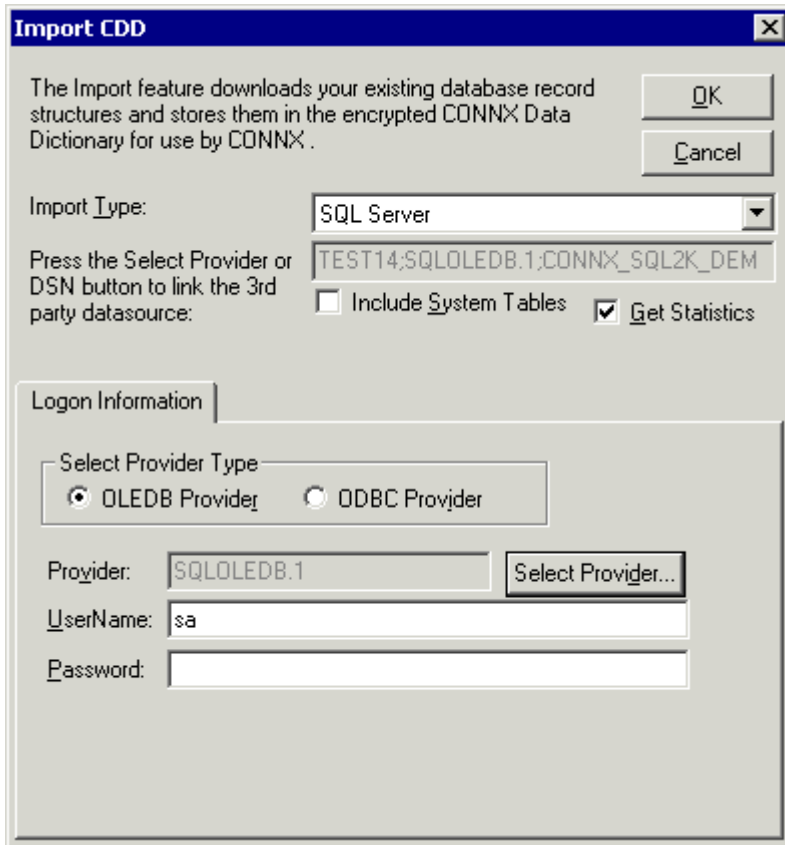 Import CDD
The Import feature downloads your existing database record
structures and stores them in the encrypted CONNX Data
Dictionary for use by CONNX .
OK
Cancel
Import Type:
SQL Server
Press the Select Provider or
DSN button to link the 3rd
party datasource:
TEST14;SQLOLEDB.1;CONNX_SQL2K_DEM
Include System Tables
Get Statistics
Logon Information
Select Provider Type
OLEDB Provider
ODBC Provider
Provider:
SQLOLEDB.1
Select Provider...
UserName:
sa
Password: